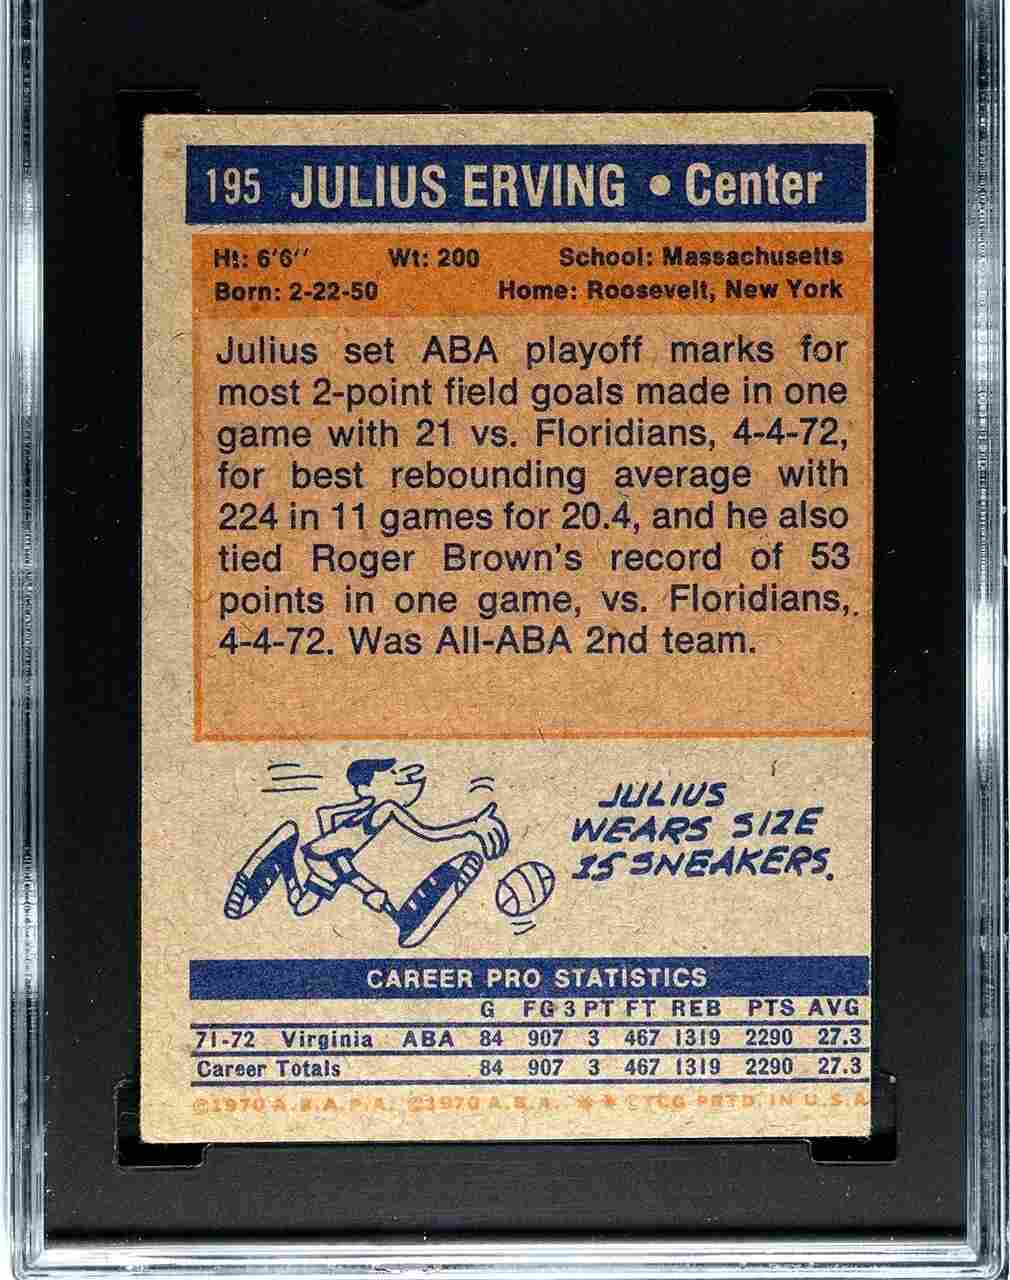 195 JULIUS ERVING • Center
Ht: 6'6'' Wt: 200 School: Massachusetts
Born: 2-22-50 Home: Roosevelt, New York
Julius set ABA playoff marks for
most 2-point field goals made in one
game with 21 vs. Floridians, 4-4-72,
for best rebounding average with
224 in 11 games for 20.4, and he also
tied Roger Brown's record of 53
points in one game, vs. Floridians,.
4-4-72. Was All-ABA 2nd team.
JULIUS
WEARS SIZE
15 SNEAKERS.
CAREER PRO STATISTICS
G FG 3 PT FT REB PTS AVG
71-72 Virginia ABA 84 907 3 467 1319 2290 27.3
Career Totals 84 907 3 467 1319 2290 27.3
©1970 A.B.A.P.A. ©1970 A.B.A. ✶✶ ©TCG PRTD. IN U.S.A